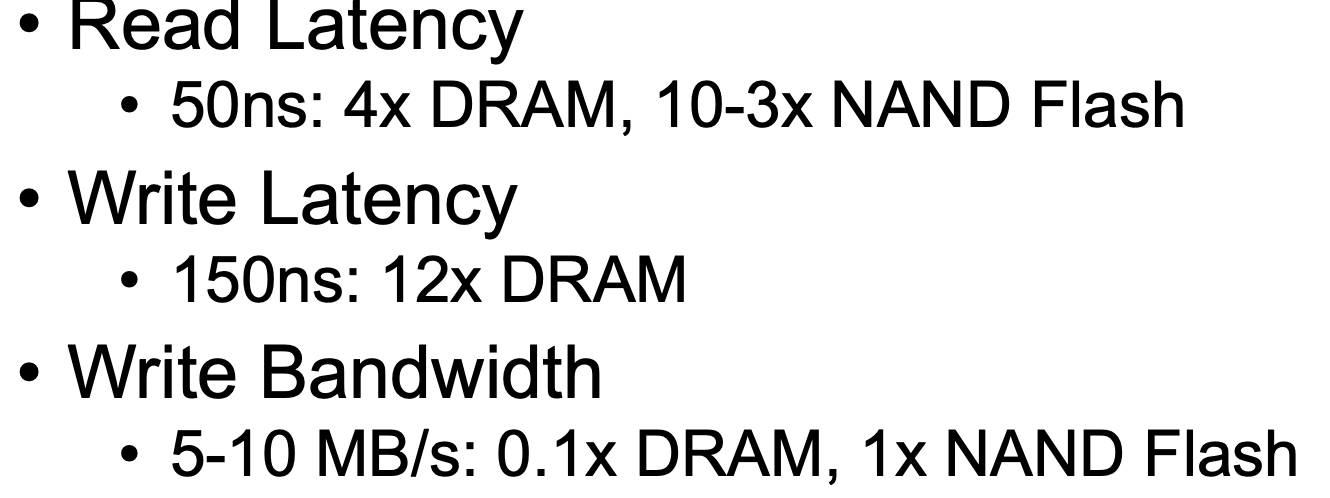 • Read Latency
• 50ns: 4x DRAM, 10-3x NAND Flash
• Write Latency
• 150ns: 12x DRAM
• Write Bandwidth
• 5-10 MB/s: 0.1x DRAM, 1x NAND Flash